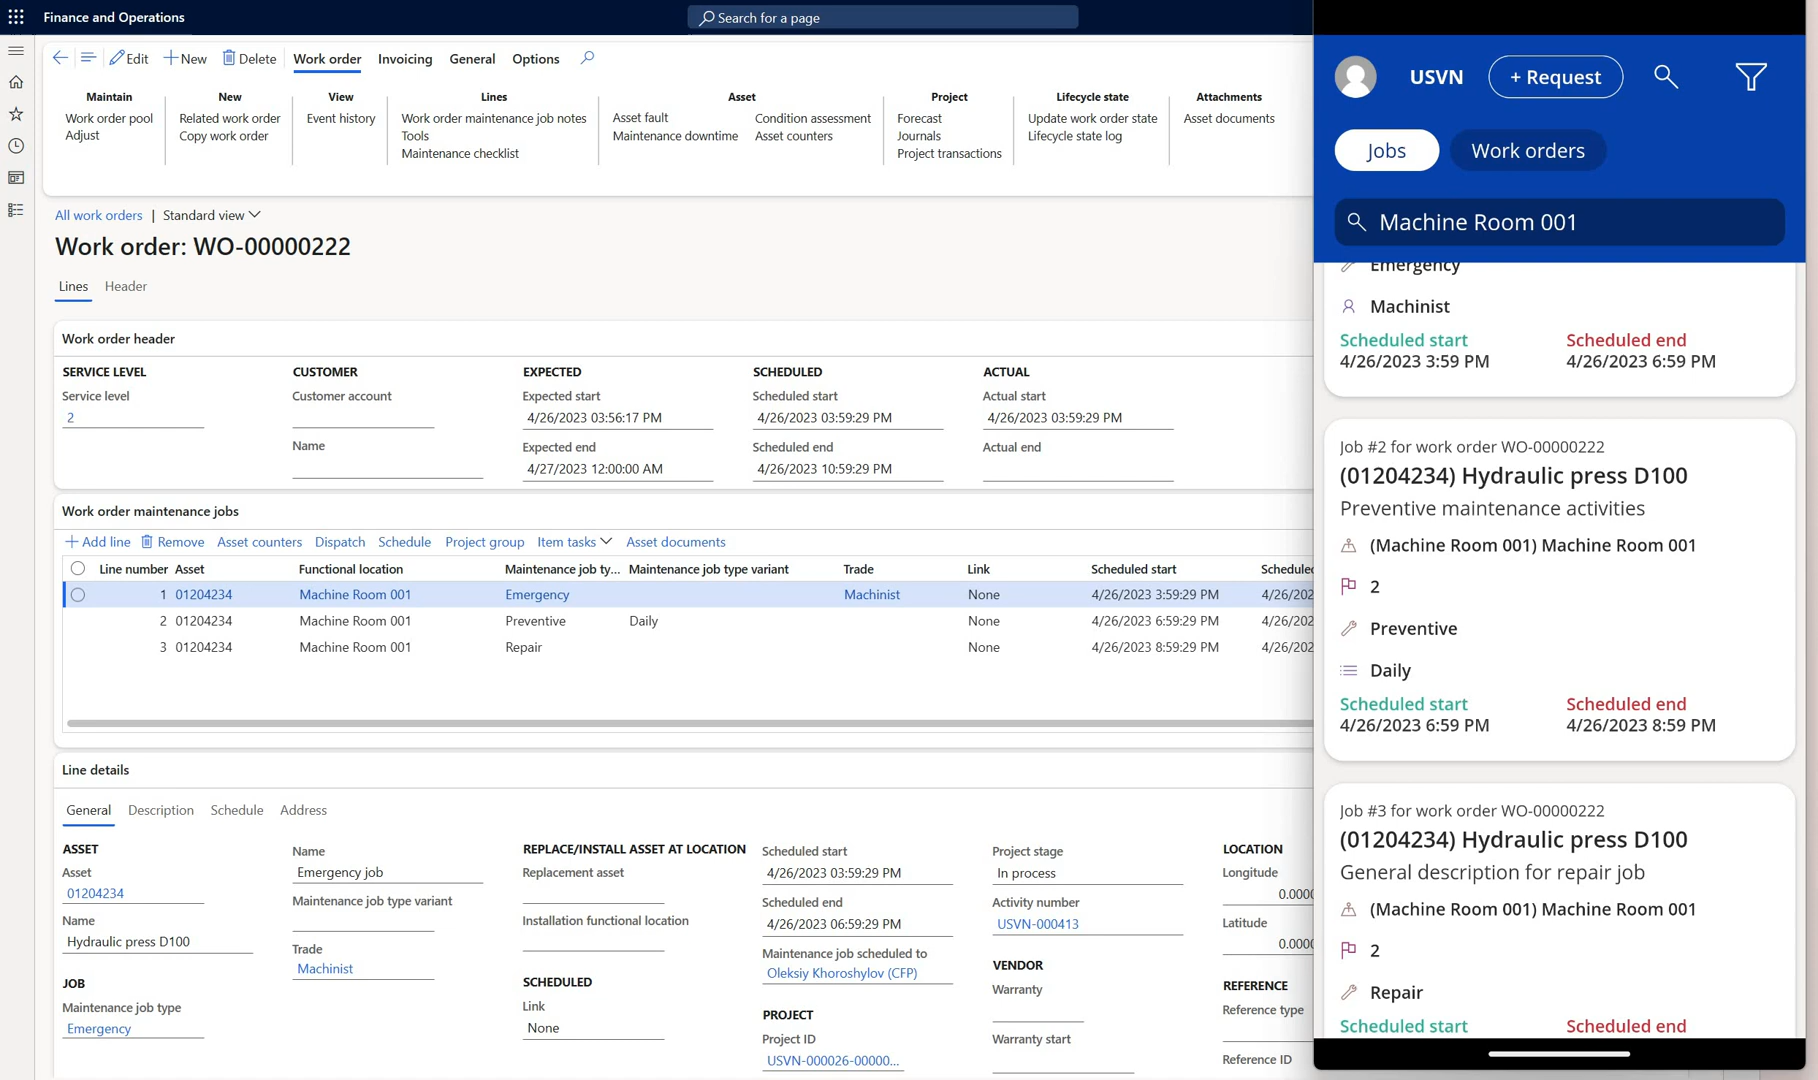 Finance and Operations
Search for a page
Edit New Delete Work order Invoicing General Options
Maintain
Work order pool
Adjust
New
Related work order
Copy work order
View
Event history
Lines
Work order maintenance job notes
Tools
Maintenance checklist
Asset
Asset fault Condition assessment
Maintenance downtime Asset counters
Project
Forecast
Journals
Project transactions
Lifecycle state
Update work order state
Lifecycle state log
Attachments
Asset documents
All work orders | Standard view
Work order: WO-00000222
Lines Header
Work order header
SERVICE LEVEL
Service level
2
CUSTOMER
Customer account
Name
EXPECTED
Expected start
4/26/2023 03:56:17 PM
Expected end
4/27/2023 12:00:00 AM
SCHEDULED
Scheduled start
4/26/2023 03:59:29 PM
Scheduled end
4/26/2023 10:59:29 PM
ACTUAL
Actual start
4/26/2023 03:59:29 PM
Actual end
Work order maintenance jobs
Add line Remove Asset counters Dispatch Schedule Project group Item tasks Asset documents
Line number Asset Functional location Maintenance job ty... Maintenance job type variant Trade Link Scheduled start Scheduled
1 01204234 Machine Room 001 Emergency Machinist None 4/26/2023 3:59:29 PM 4/26/202
2 01204234 Machine Room 001 Preventive Daily None 4/26/2023 6:59:29 PM 4/26/202
3 01204234 Machine Room 001 Repair None 4/26/2023 8:59:29 PM 4/26/202
Line details
General Description Schedule Address
ASSET
Asset
01204234
Name
Hydraulic press D100
JOB
Maintenance job type
Emergency
Name
Emergency job
Maintenance job type variant
Trade
Machinist
REPLACE/INSTALL ASSET AT LOCATION
Replacement asset
Installation functional location
SCHEDULED
Link
None
Scheduled start
4/26/2023 03:59:29 PM
Scheduled end
4/26/2023 06:59:29 PM
Maintenance job scheduled to
Oleksiy Khoroshylov (CFP)
PROJECT
Project ID
USVN-000026-00000...
Project stage
In process
Activity number
USVN-000413
VENDOR
Warranty
Warranty start
LOCATION
Longitude
0.0000
Latitude
0.0000
REFERENCE
Reference type
Reference ID
USVN + Request
Jobs Work orders
Machine Room 001
Emergency
Machinist
Scheduled start Scheduled end
4/26/2023 3:59 PM 4/26/2023 6:59 PM
Job #2 for work order WO-00000222
(01204234) Hydraulic press D100
Preventive maintenance activities
(Machine Room 001) Machine Room 001
2
Preventive
Daily
Scheduled start Scheduled end
4/26/2023 6:59 PM 4/26/2023 8:59 PM
Job #3 for work order WO-00000222
(01204234) Hydraulic press D100
General description for repair job
(Machine Room 001) Machine Room 001
2
Repair
Scheduled start Scheduled end